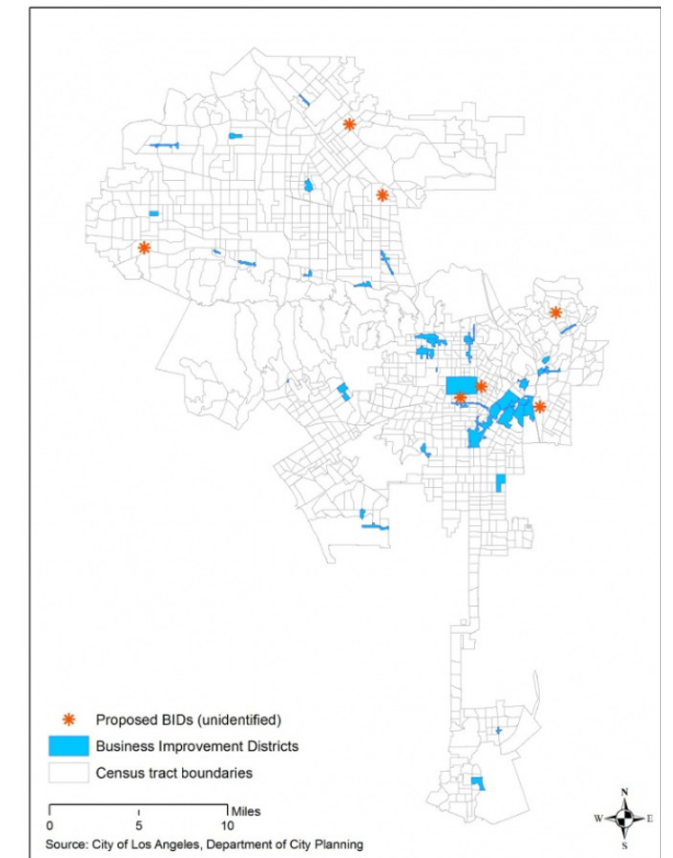 Proposed BIDs (unidentified)
Business Improvement Districts
Census tract boundaries
Miles
0 5 10
Source: City of Los Angeles, Department of City Planning
N
W E
S